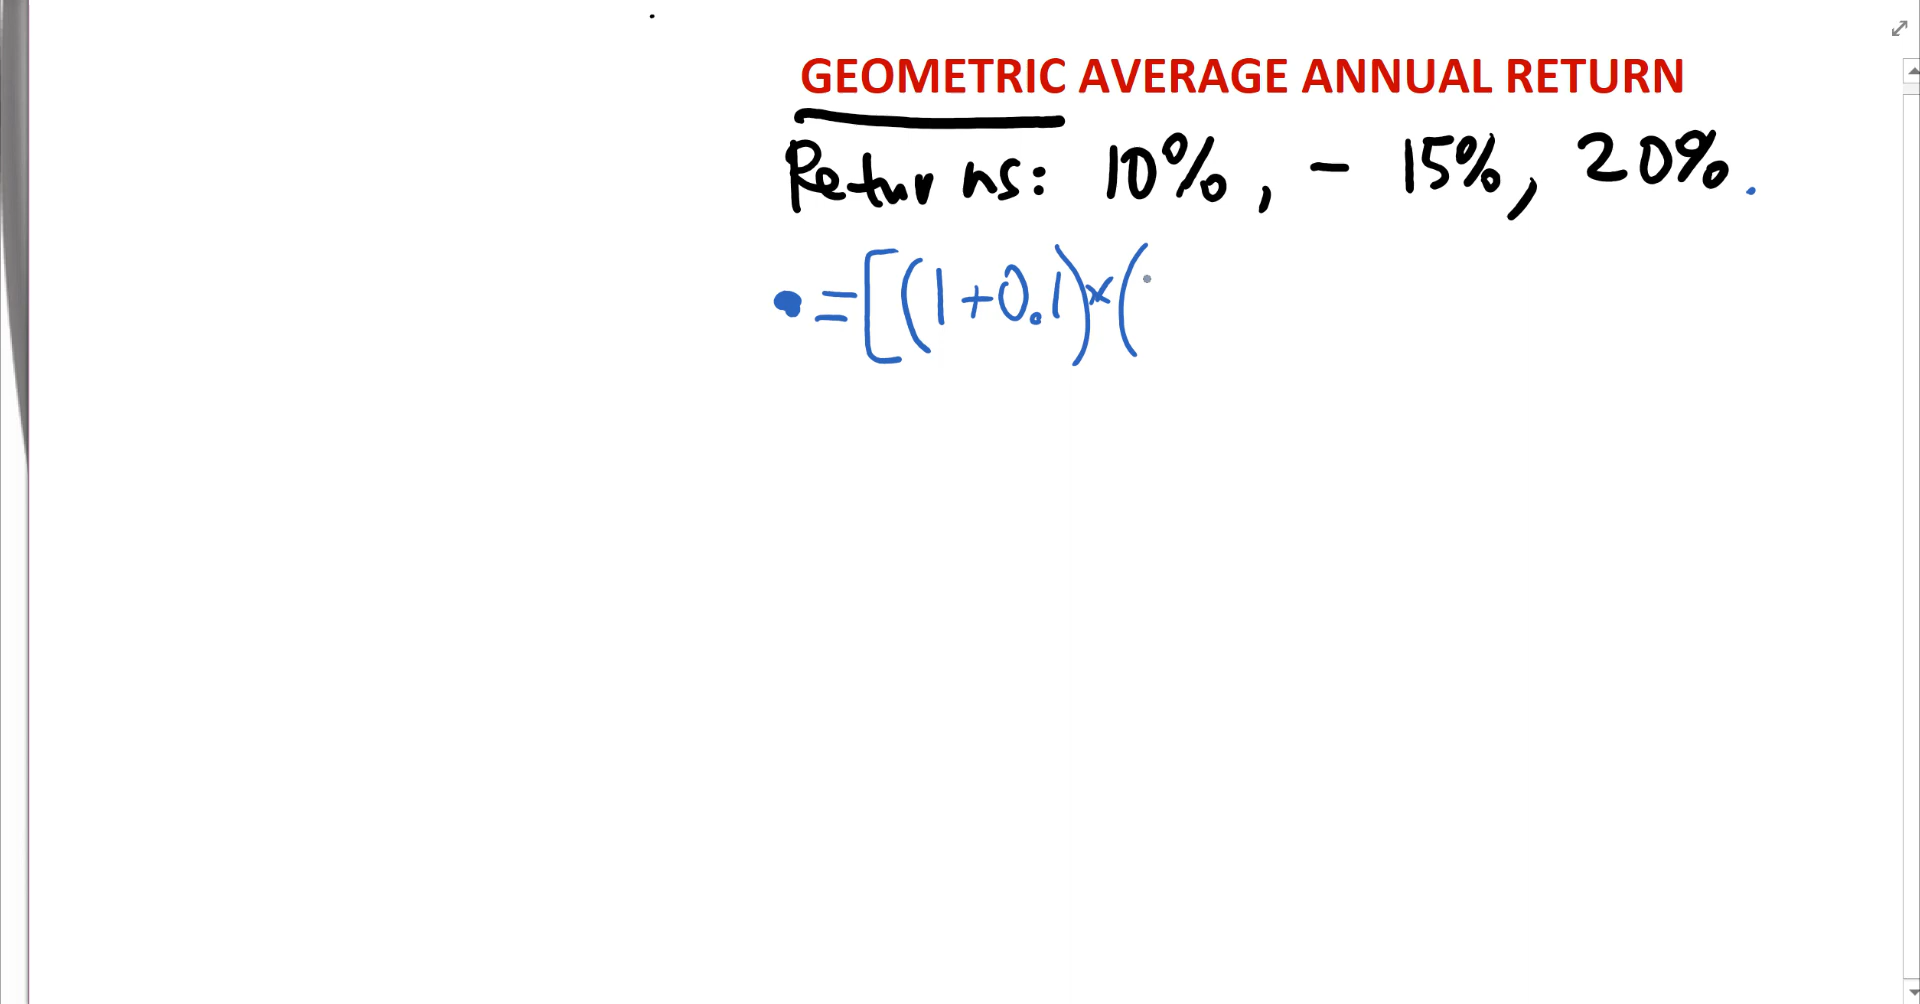 GEOMETRIC AVERAGE ANNUAL RETURN
Returns: 10%, - 15%, 20%.
= [(1+0.1)×(